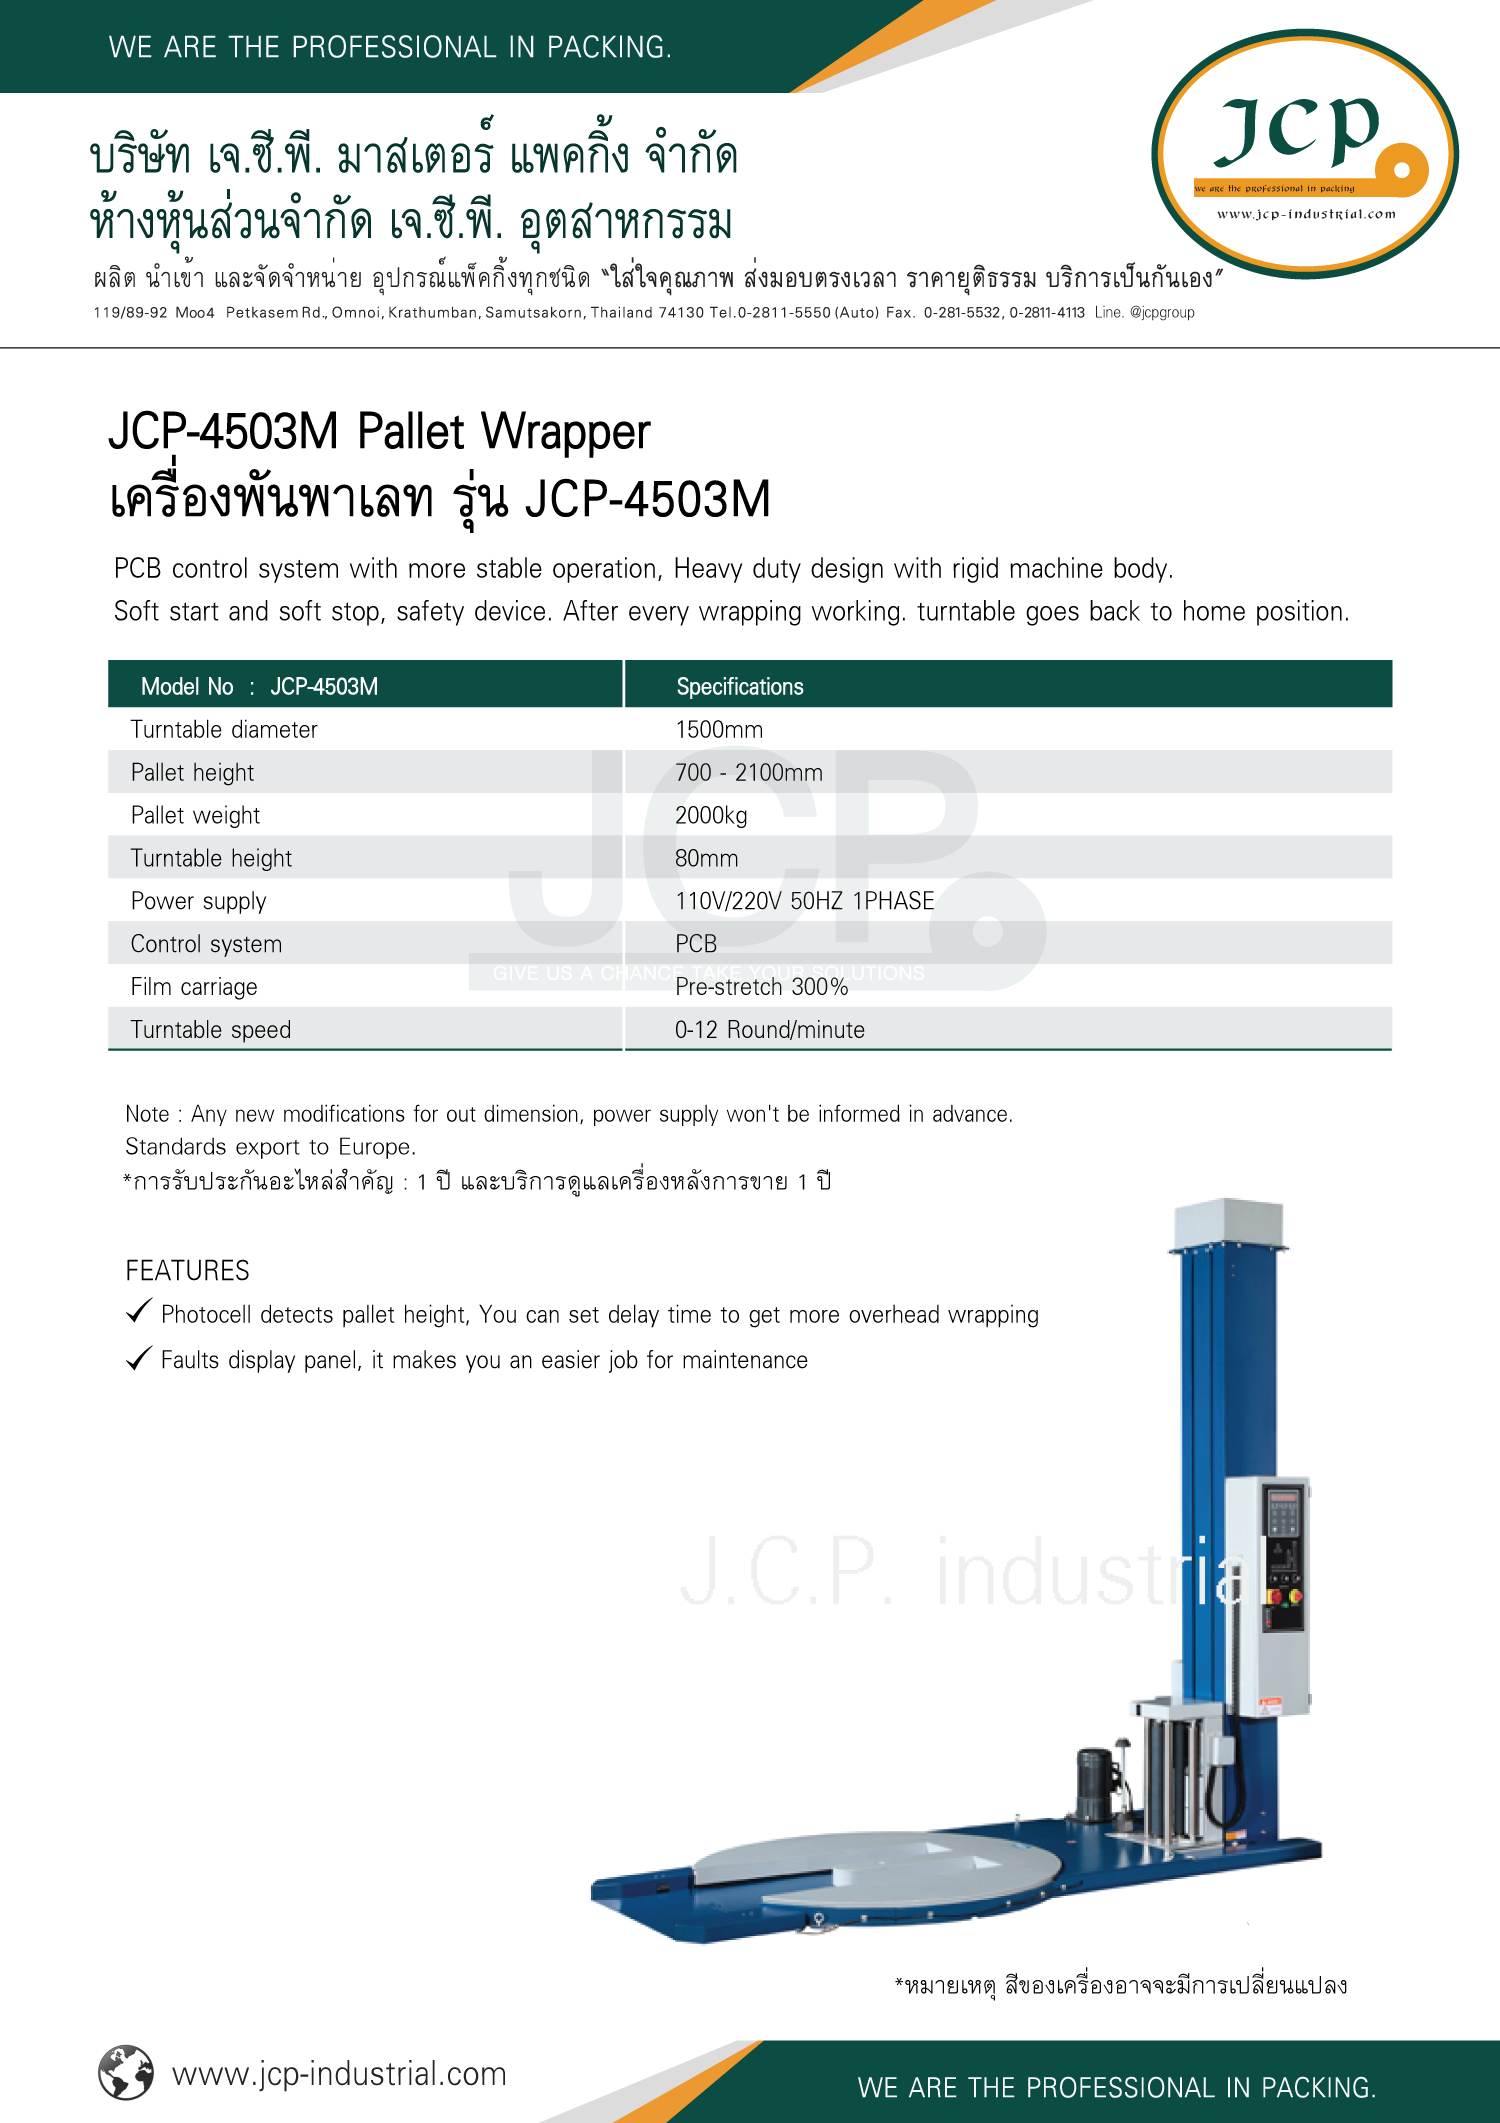 WE ARE THE PROFESSIONAL IN PACKING.
JCP
we are the professional in packing
www.jcp-industrial.com
บริษัท เจ.ซี.พี. มาสเตอร์ แพคกิ้ง จำกัด
ห้างหุ้นส่วนจำกัด เจ.ซี.พี. อุตสาหกรรม
ผลิต นำเข้า และจัดจำหน่าย อุปกรณ์แพ็คกิ้งทุกชนิด “ใส่ใจคุณภาพ ส่งมอบตรงเวลา ราคายุติธรรม บริการเป็นกันเอง”
119/89-92 Moo4 Petkasem Rd., Omnoi, Krathumban, Samutsakorn, Thailand 74130 Tel.0-2811-5550 (Auto) Fax. 0-281-5532, 0-2811-4113 Line. @jcpgroup
JCP-4503M Pallet Wrapper
เครื่องพันพาเลท รุ่น JCP-4503M
PCB control system with more stable operation, Heavy duty design with rigid machine body.
Soft start and soft stop, safety device. After every wrapping working. turntable goes back to home position.
Model No : JCP-4503M Specifications
Turntable diameter 1500mm
Pallet height 700 - 2100mm
Pallet weight 2000kg
Turntable height 80mm
Power supply 110V/220V 50HZ 1PHASE
Control system PCB
Film carriage Pre-stretch 300%
Turntable speed 0-12 Round/minute
JCP
GIVE US A CHANCE TAKE YOUR SOLUTIONS
Note : Any new modifications for out dimension, power supply won't be informed in advance.
Standards export to Europe.
*การรับประกันอะไหล่สำคัญ : 1 ปี และบริการดูแลเครื่องหลังการขาย 1 ปี
FEATURES
Photocell detects pallet height, You can set delay time to get more overhead wrapping
Faults display panel, it makes you an easier job for maintenance
J.C.P. industrial
*หมายเหตุ สีของเครื่องอาจจะมีการเปลี่ยนแปลง
www.jcp-industrial.com
WE ARE THE PROFESSIONAL IN PACKING.